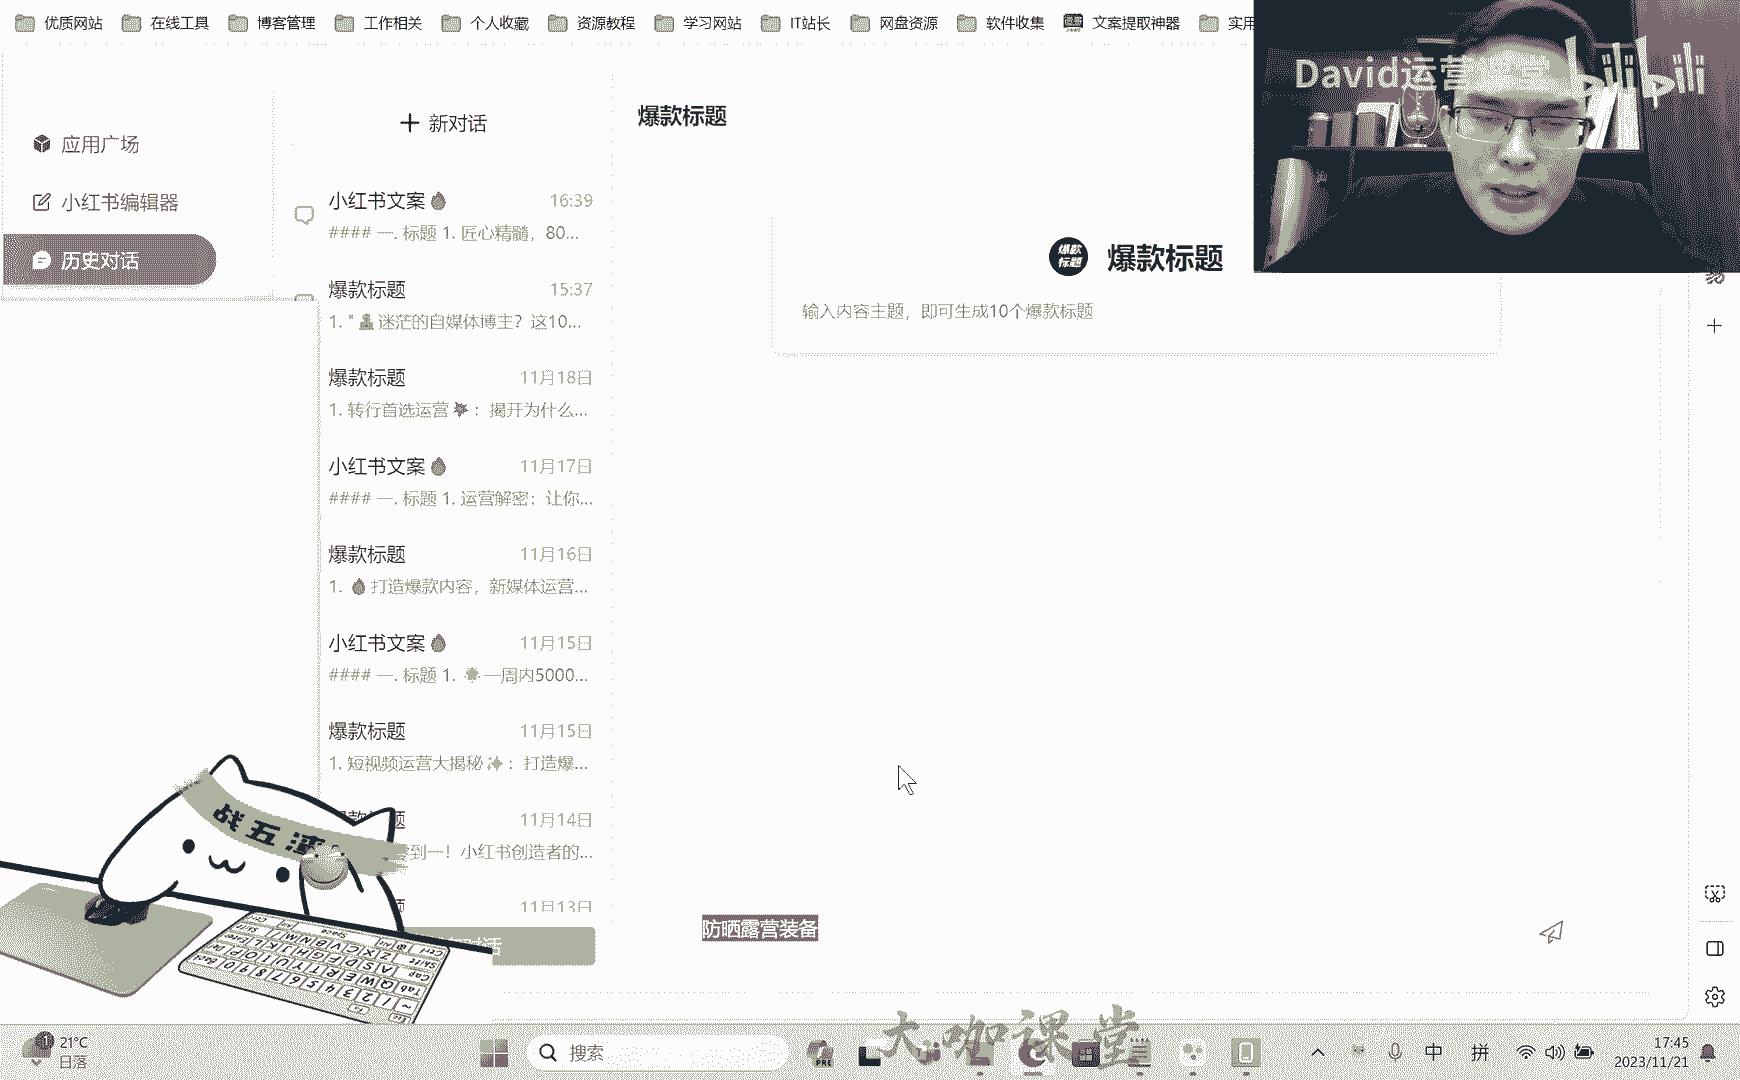 优质网站 在线工具 博客管理 工作相关 个人收藏 资源教程 学习网站 IT站长 网盘资源 软件收集 文案提取神器 实用
David运营 bilibili
应用广场
小红书编辑器
历史对话
新对话
小红书文案 16:39
#### 一. 标题 1. 匠心精髓，80...
爆款标题 15:37
1. "迷茫的自媒体博主？这10...
爆款标题 11月18日
1. 转行首选运营：揭开为什么...
小红书文案 11月17日
#### 一. 标题 1. 运营解密：让你...
爆款标题 11月16日
1. 打造爆款内容，新媒体运营...
小红书文案 11月15日
#### 一. 标题 1. 一周内5000...
爆款标题 11月15日
1. 短视频运营大揭秘：打造爆...
题 11月14日
到一！小红书创造者的...
11月13日
爆款标题
爆款标题
爆款标题
输入内容主题，即可生成10个爆款标题
防晒露营装备
战五渣
大咖课堂
21°C
日落
搜索
中 拼
17:45
2023/11/21